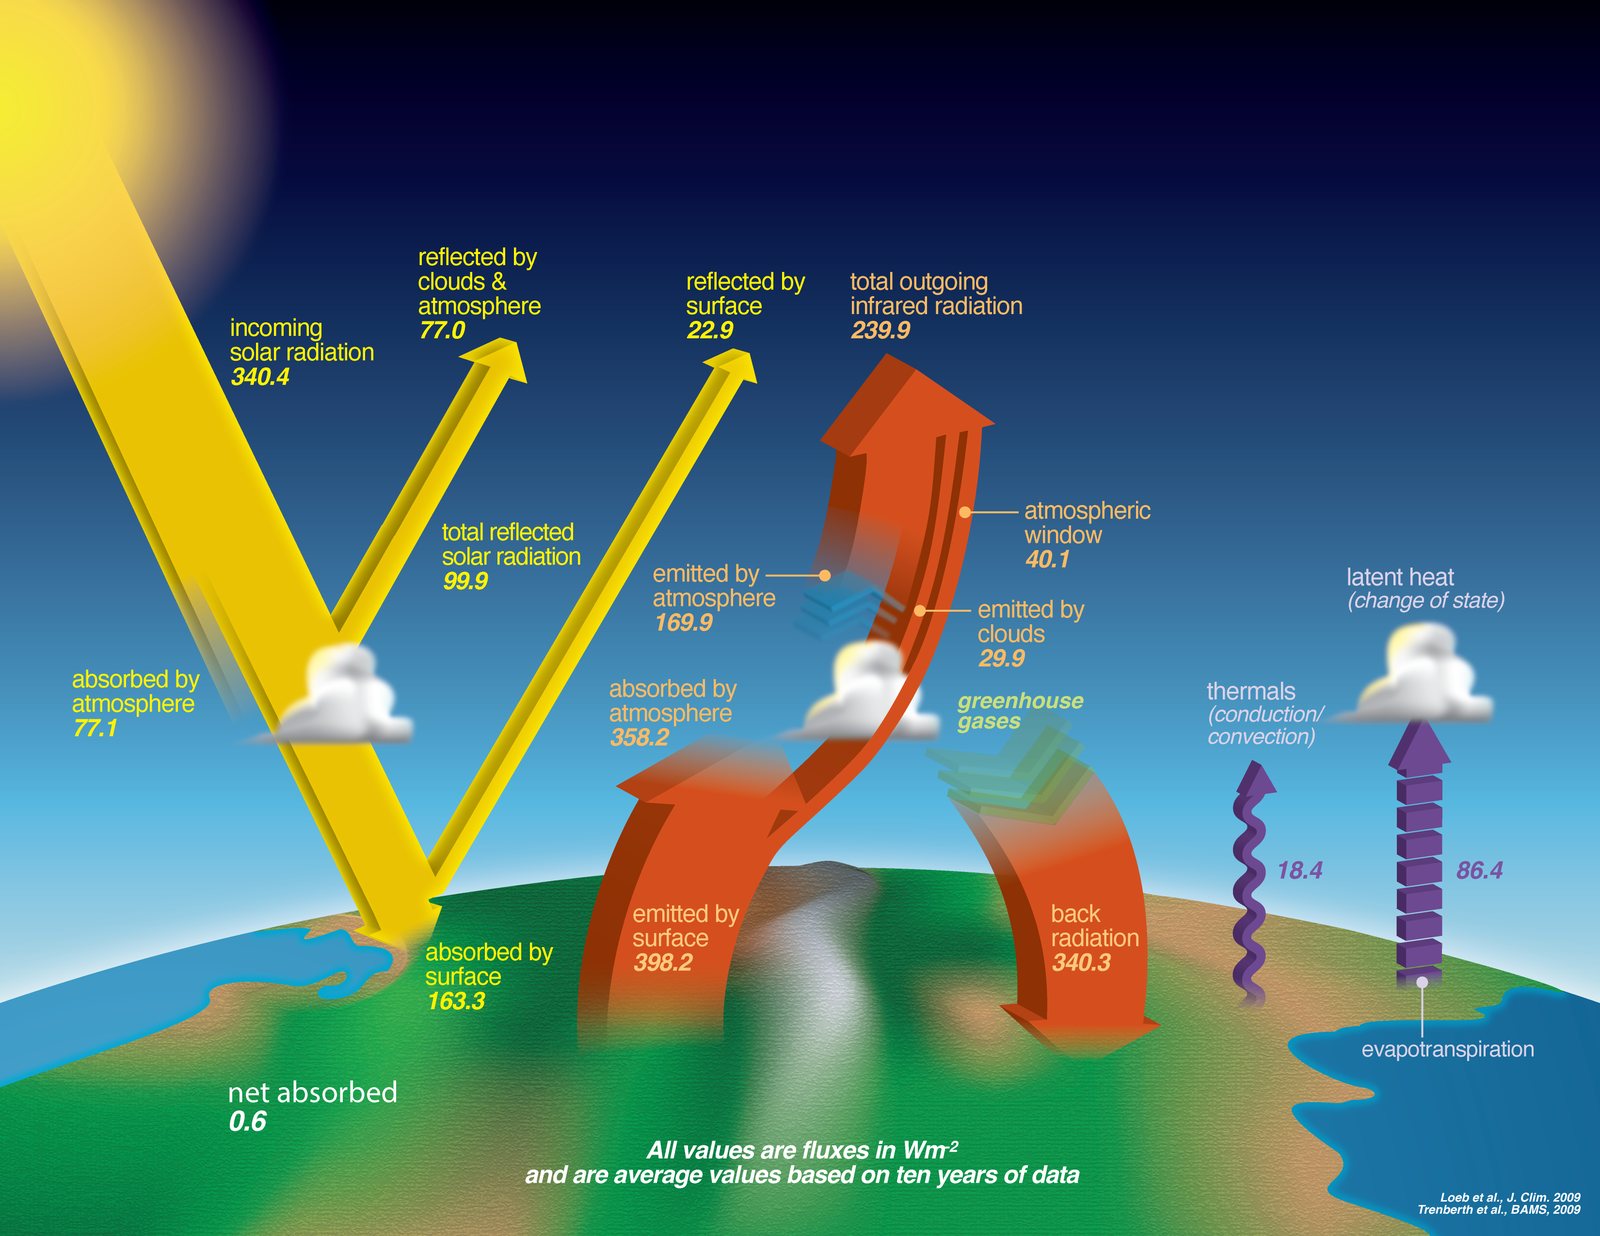 reflected by
clouds &
atmosphere
77.0
incoming
solar radiation
340.4
reflected by
surface
22.9
total outgoing
infrared radiation
239.9
total reflected
solar radiation
99.9
atmospheric
window
40.1
emitted by
atmosphere
169.9
emitted by
clouds
29.9
latent heat
(change of state)
absorbed by
atmosphere
77.1
absorbed by
atmosphere
358.2
greenhouse
gases
thermals
(conduction/
convection)
18.4
86.4
emitted by
surface
398.2
back
radiation
340.3
absorbed by
surface
163.3
evapotranspiration
net absorbed
0.6
All values are fluxes in Wm-2
and are average values based on ten years of data
Loeb et al., J. Clim. 2009
Trenberth et al., BAMS, 2009